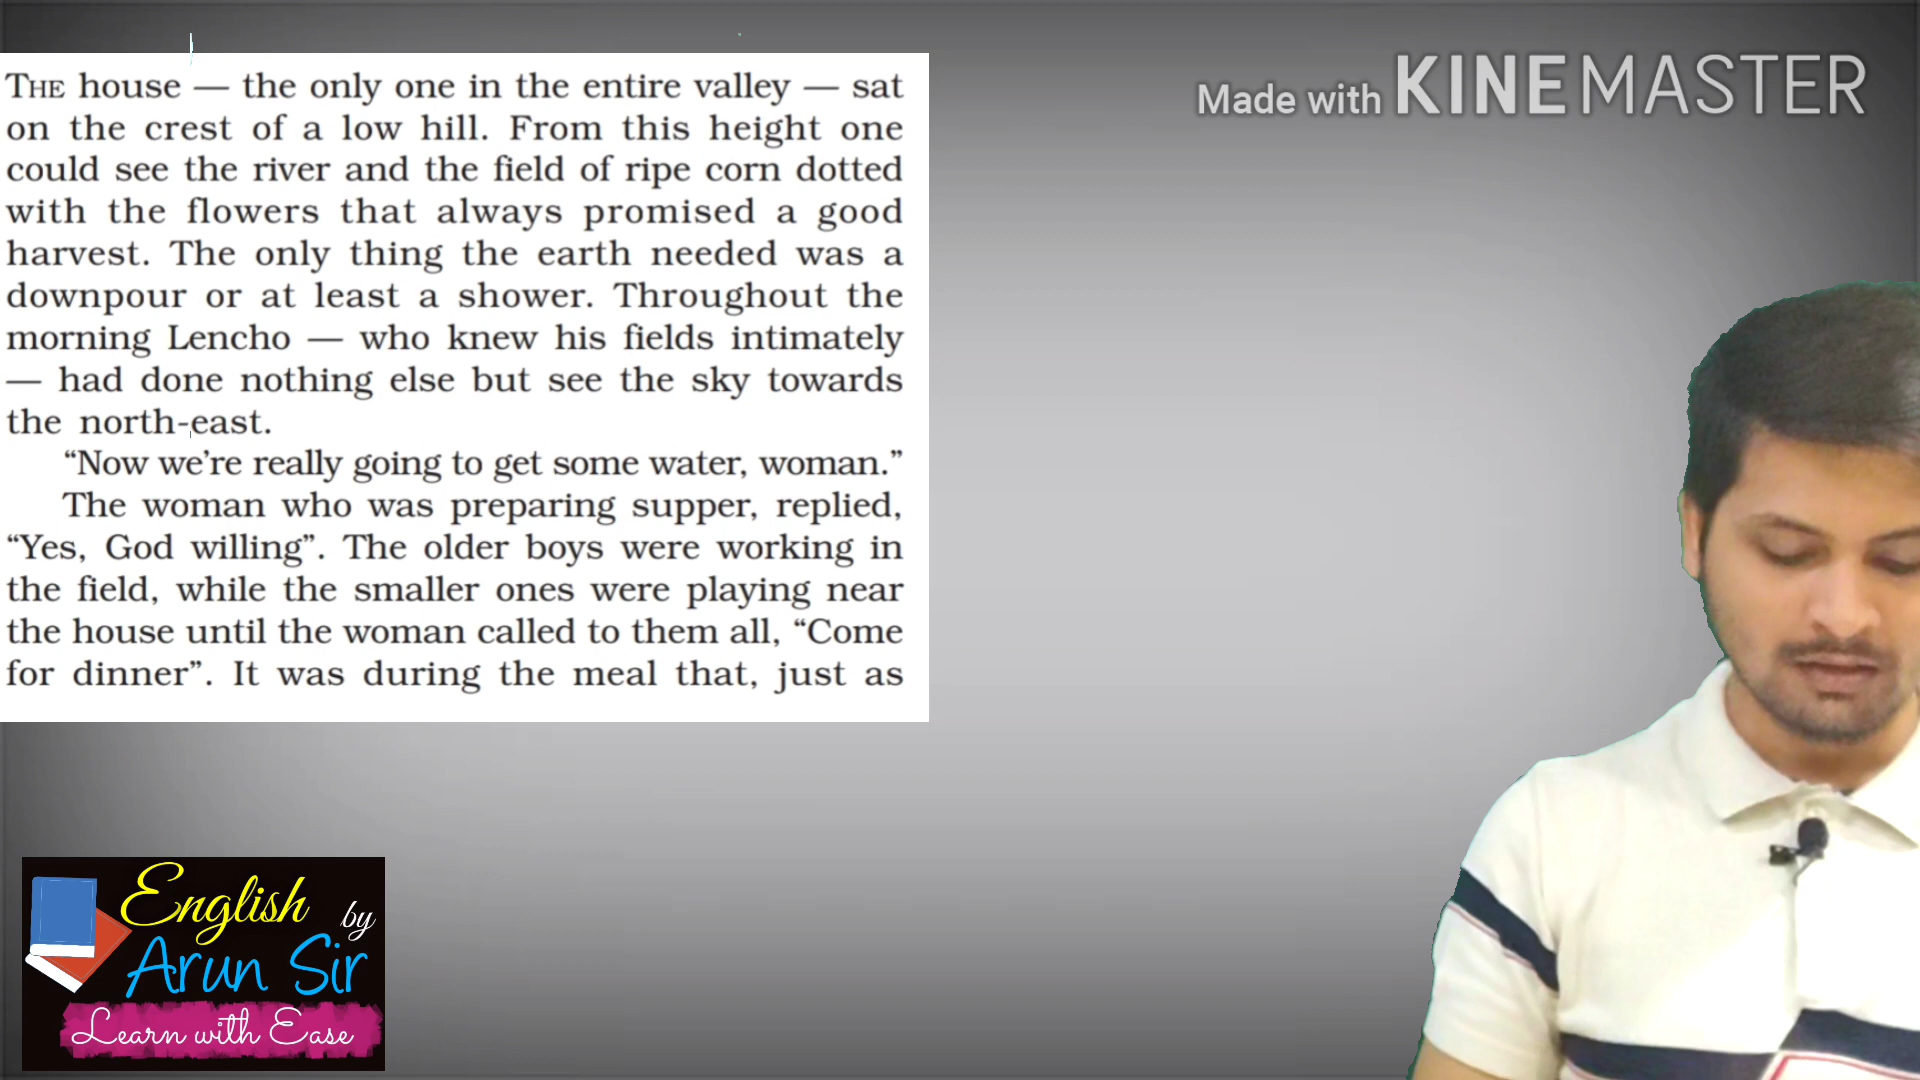 THE house — the only one in the entire valley — sat
on the crest of a low hill. From this height one
could see the river and the field of ripe corn dotted
with the flowers that always promised a good
harvest. The only thing the earth needed was a
downpour or at least a shower. Throughout the
morning Lencho — who knew his fields intimately
— had done nothing else but see the sky towards
the north-east.
“Now we’re really going to get some water, woman.”
The woman who was preparing supper, replied,
“Yes, God willing”. The older boys were working in
the field, while the smaller ones were playing near
the house until the woman called to them all, “Come
for dinner”. It was during the meal that, just as
Made with KINEMASTER
English by
Arun Sir
Learn with Ease